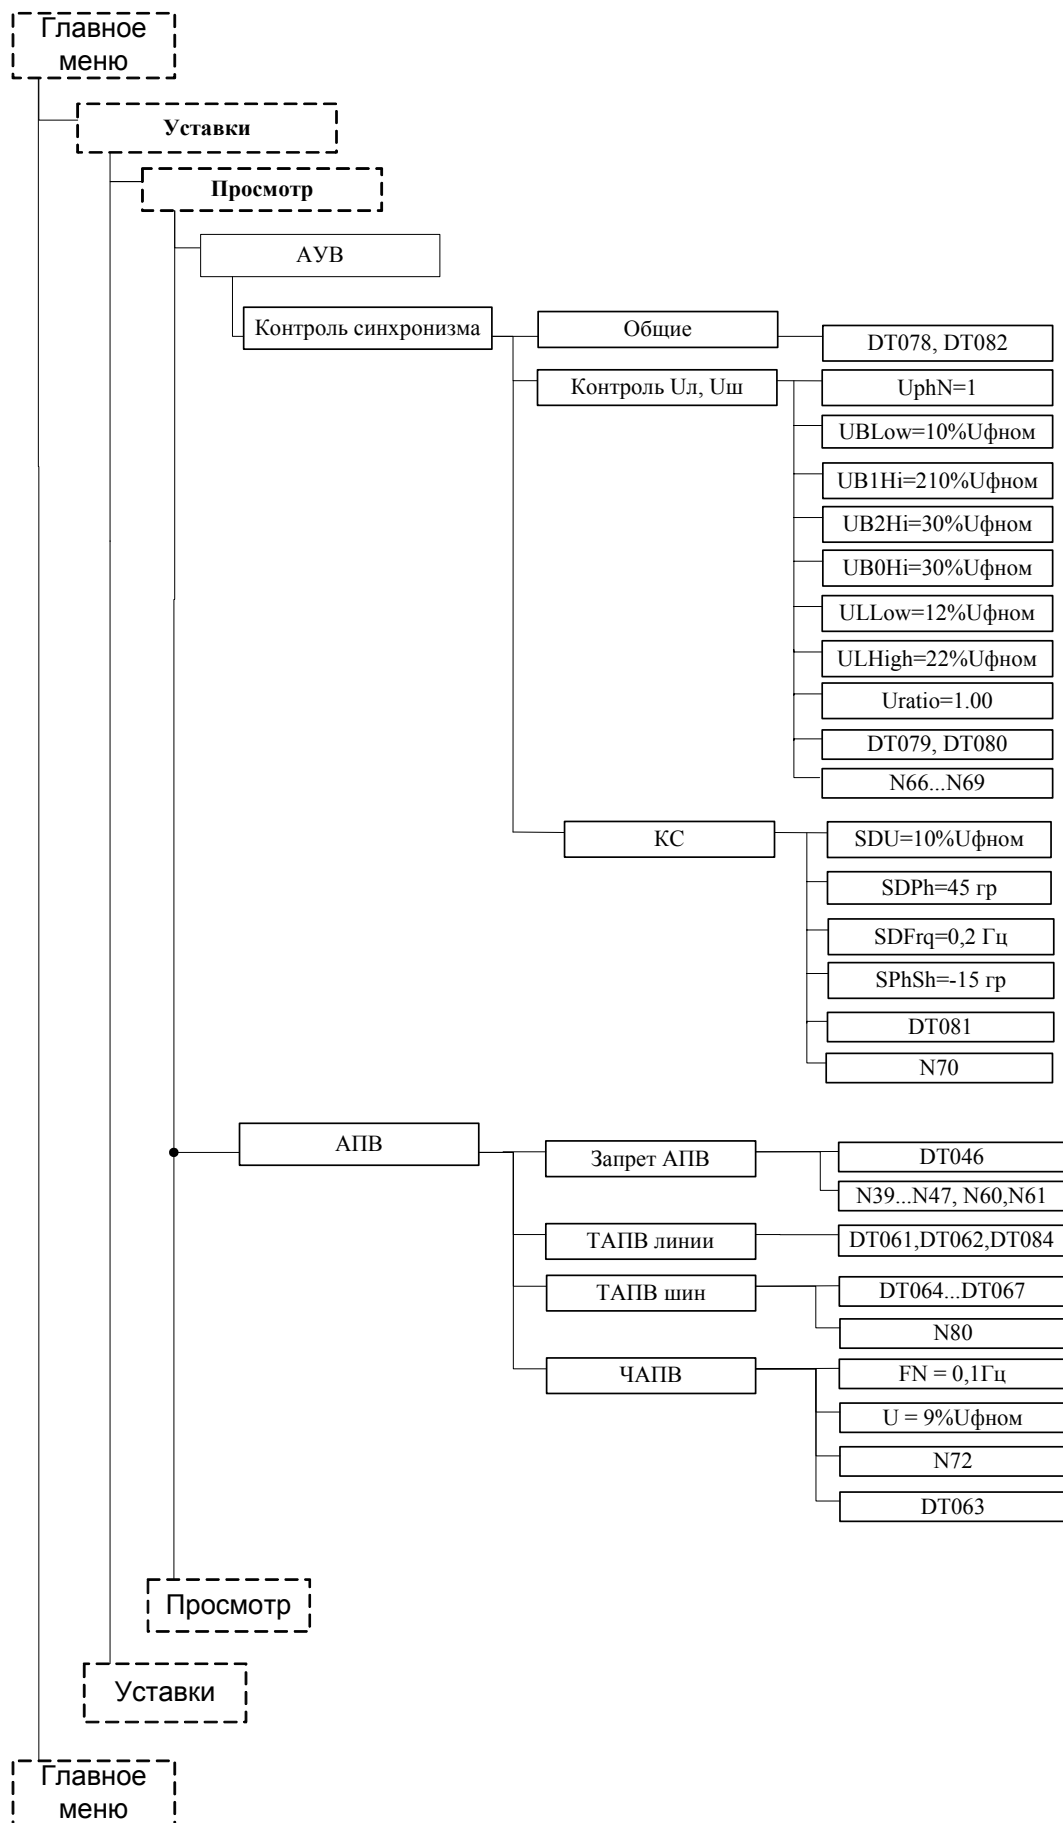 Главное
меню
Уставки
Просмотр
АУВ
Контроль синхронизма
Общие
DT078, DT082
Контроль Uл, Uш
UphN=1
UBLow=10%Uфном
UB1Hi=210%Uфном
UB2Hi=30%Uфном
UB0Hi=30%Uфном
ULLow=12%Uфном
ULHigh=22%Uфном
Uratio=1.00
DT079, DT080
N66...N69
КС
SDU=10%Uфном
SDPh=45 гр
SDFrq=0,2 Гц
SPhSh=-15 гр
DT081
N70
АПВ
Запрет АПВ
DT046
N39...N47, N60,N61
ТАПВ линии
DT061,DT062,DT084
ТАПВ шин
DT064...DT067
N80
ЧАПВ
FN = 0,1Гц
U = 9%Uфном
N72
DT063
Просмотр
Уставки
Главное
меню